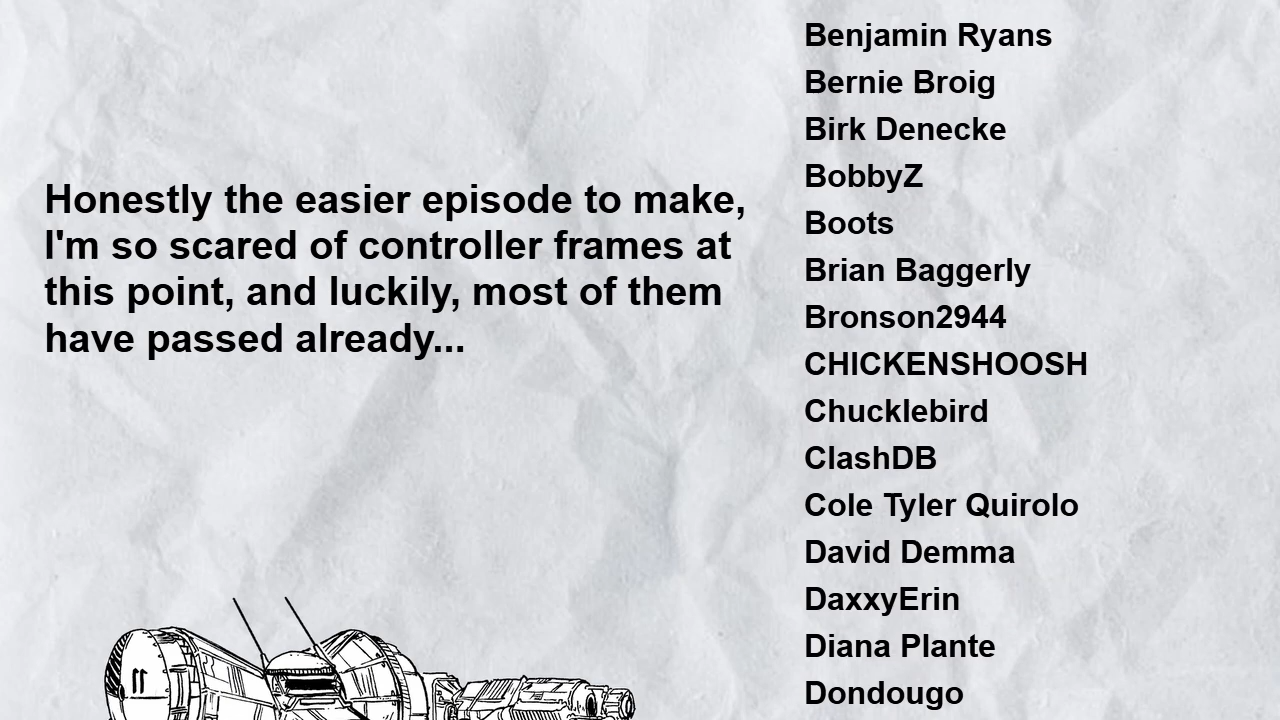 Honestly the easier episode to make,
I'm so scared of controller frames at
this point, and luckily, most of them
have passed already...
Benjamin Ryans
Bernie Broig
Birk Denecke
BobbyZ
Boots
Brian Baggerly
Bronson2944
CHICKENSHOOSH
Chucklebird
ClashDB
Cole Tyler Quirolo
David Demma
DaxxyErin
Diana Plante
Dondougo